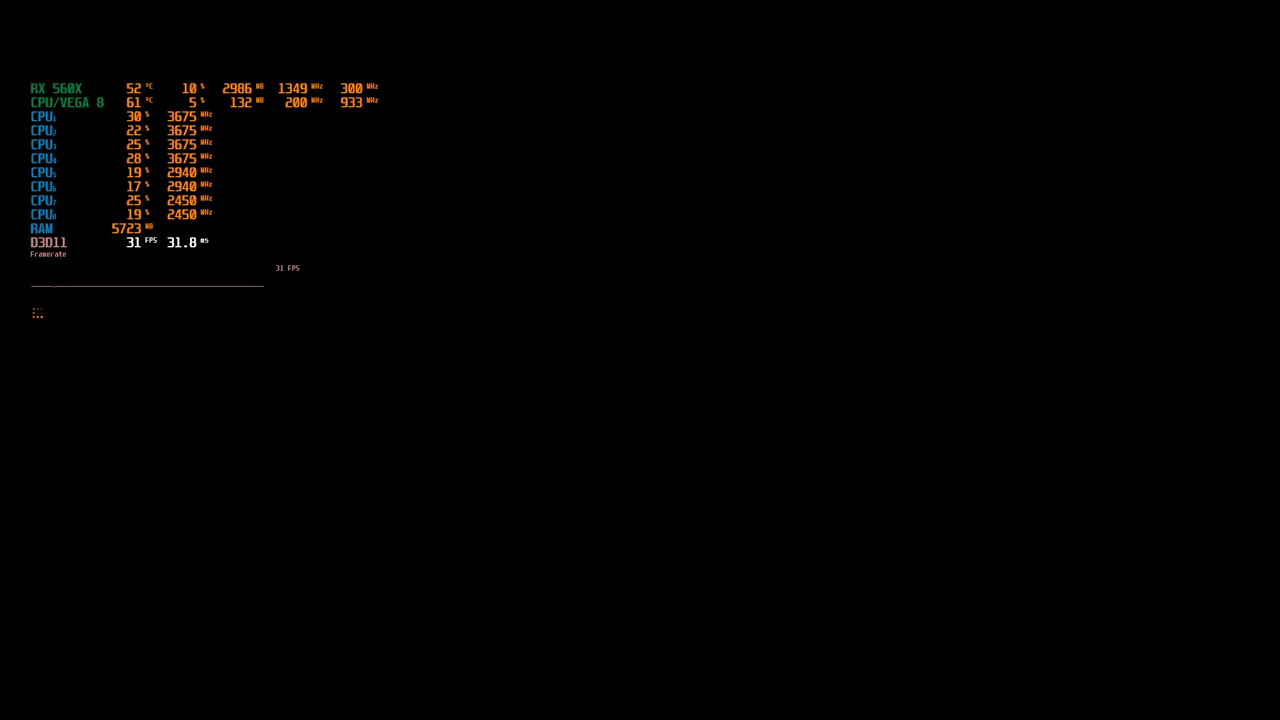 RX 560X 52 °C 10 % 2986 MB 1349 MHz 300 MHz
CPU/VEGA 8 61 °C 5 % 132 MB 200 MHz 933 MHz
CPU1 30 % 3675 MHz
CPU2 22 % 3675 MHz
CPU3 25 % 3675 MHz
CPU4 28 % 3675 MHz
CPU5 19 % 2940 MHz
CPU6 17 % 2940 MHz
CPU7 25 % 2450 MHz
CPU8 19 % 2450 MHz
RAM 5723 MB
D3D11 31 FPS 31.8 ms
Framerate
31 FPS